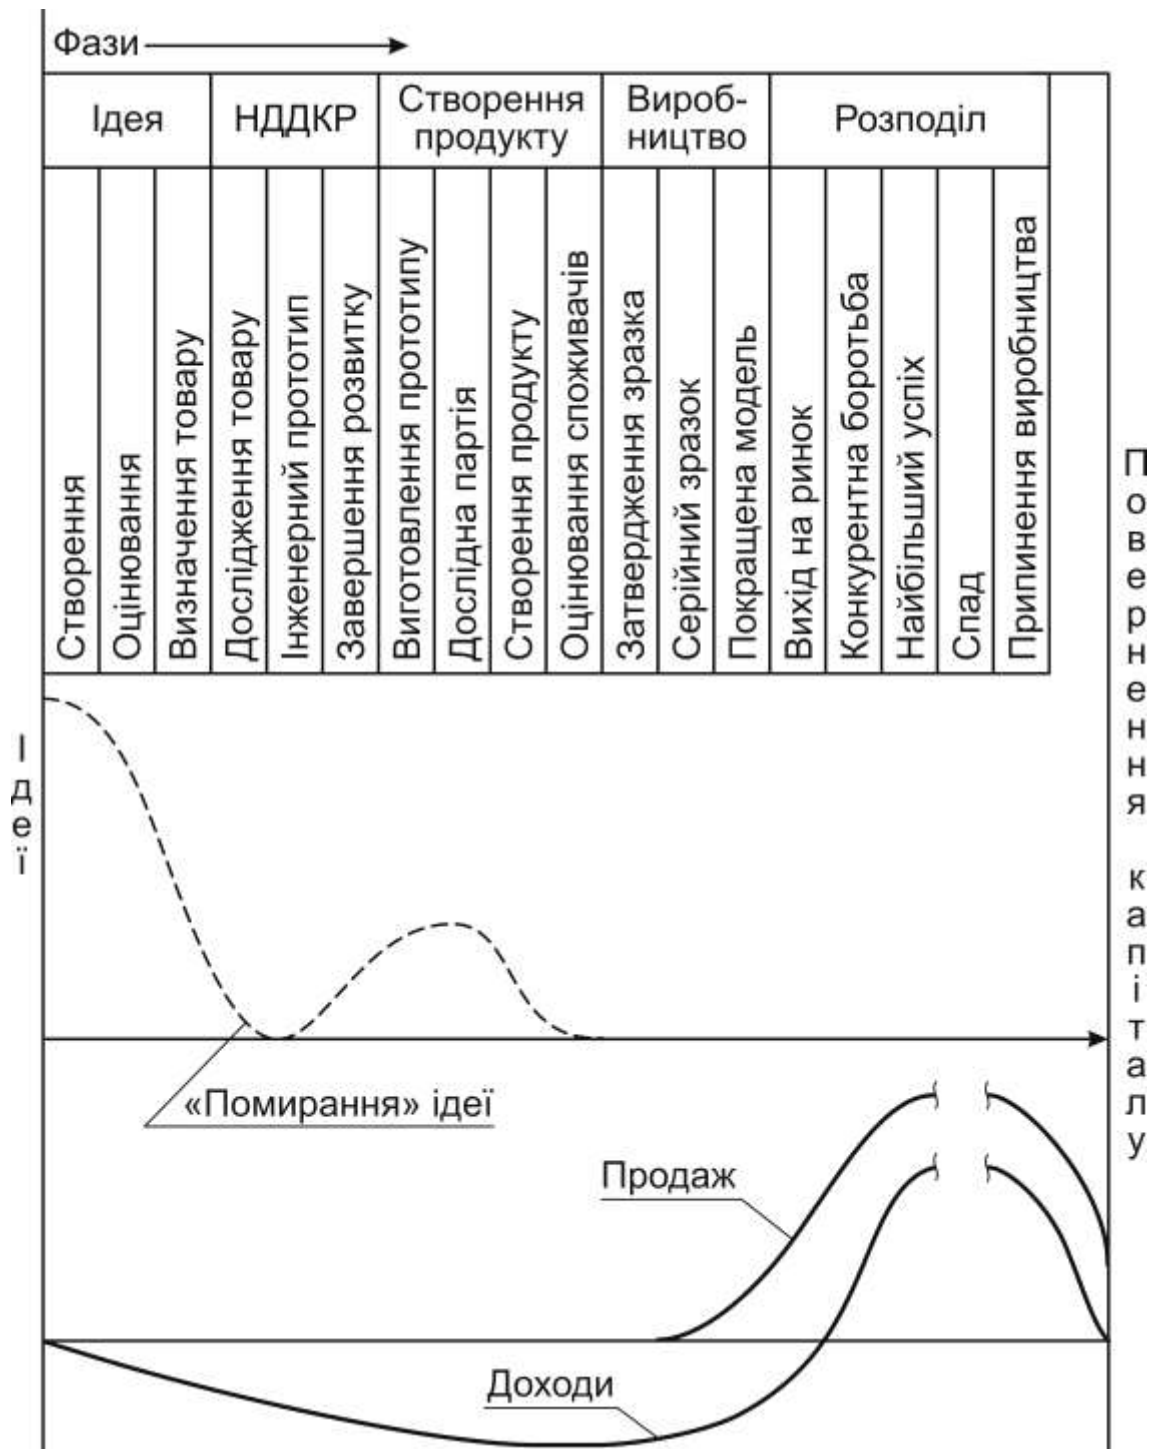 Фази
Ідея
НДДКР
Створення
продукту
Вироб-
ництво
Розподіл
Створення
Оцінювання
Визначення товару
Дослідження товару
Інженерний прототип
Завершення розвитку
Виготовлення прототипу
Дослідна партія
Створення продукту
Оцінювання споживачів
Затвердження зразка
Серійний зразок
Покращена модель
Вихід на ринок
Конкурентна боротьба
Найбільший успіх
Спад
Припинення виробництва
Ідеї
Повернення капіталу
«Помирання» ідеї
Продаж
Доходи